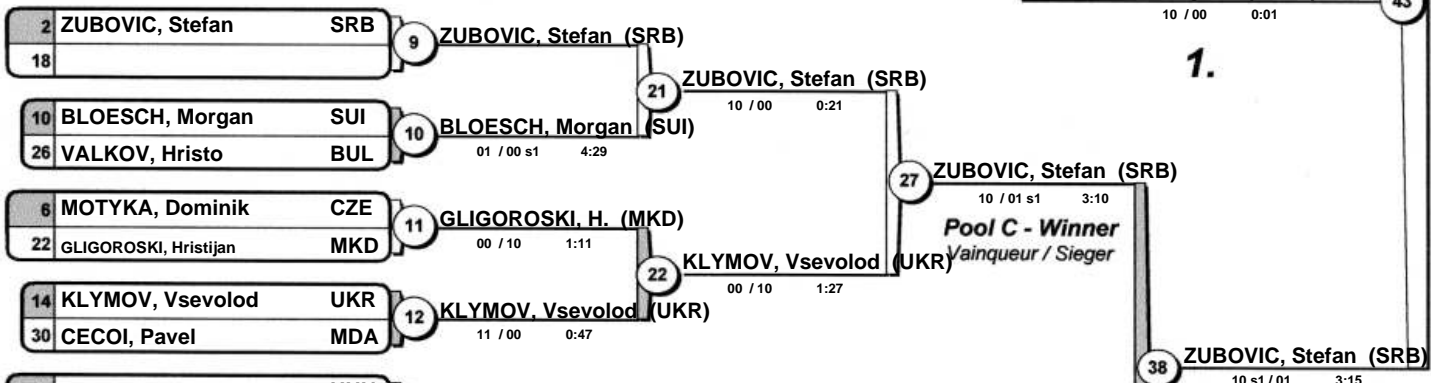 10 / 00 0:01
43
1.
2 ZUBOVIC, Stefan SRB
18
9
ZUBOVIC, Stefan (SRB)
21
ZUBOVIC, Stefan (SRB)
10 / 00 0:21
10 BLOESCH, Morgan SUI
26 VALKOV, Hristo BUL
10
BLOESCH, Morgan (SUI)
01 / 00 s1 4:29
27
ZUBOVIC, Stefan (SRB)
10 / 01 s1 3:10
Pool C - Winner
Vainqueur / Sieger
6 MOTYKA, Dominik CZE
22 GLIGOROSKI, Hristijan MKD
11
GLIGOROSKI, H. (MKD)
00 / 10 1:11
22
KLYMOV, Vsevolod (UKR)
00 / 10 1:27
14 KLYMOV, Vsevolod UKR
30 CECOI, Pavel MDA
12
KLYMOV, Vsevolod (UKR)
11 / 00 0:47
38
ZUBOVIC, Stefan (SRB)
10 s1 / 01 3:15